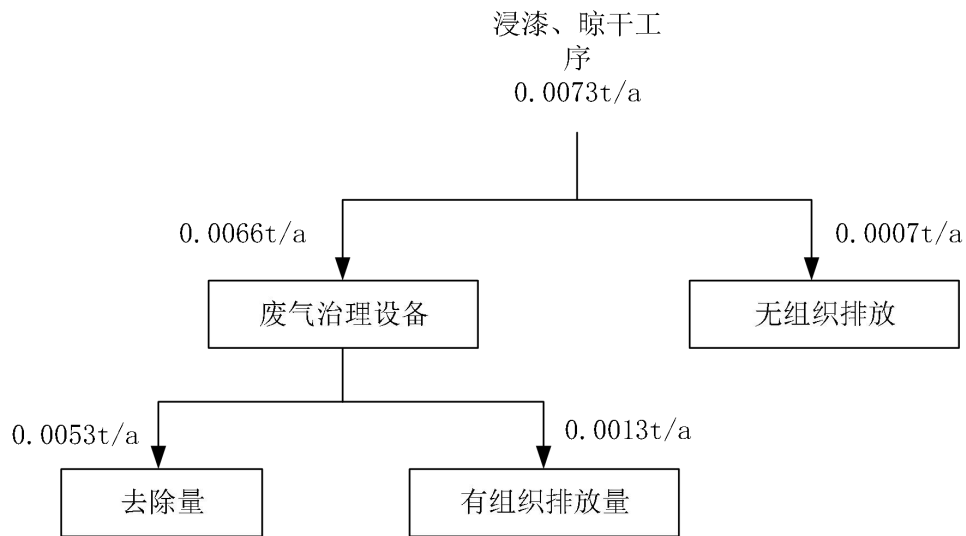 浸漆、晾干工
序
0.0073t/a
0.0066t/a
0.0007t/a
废气治理设备
无组织排放
0.0053t/a
0.0013t/a
去除量
有组织排放量